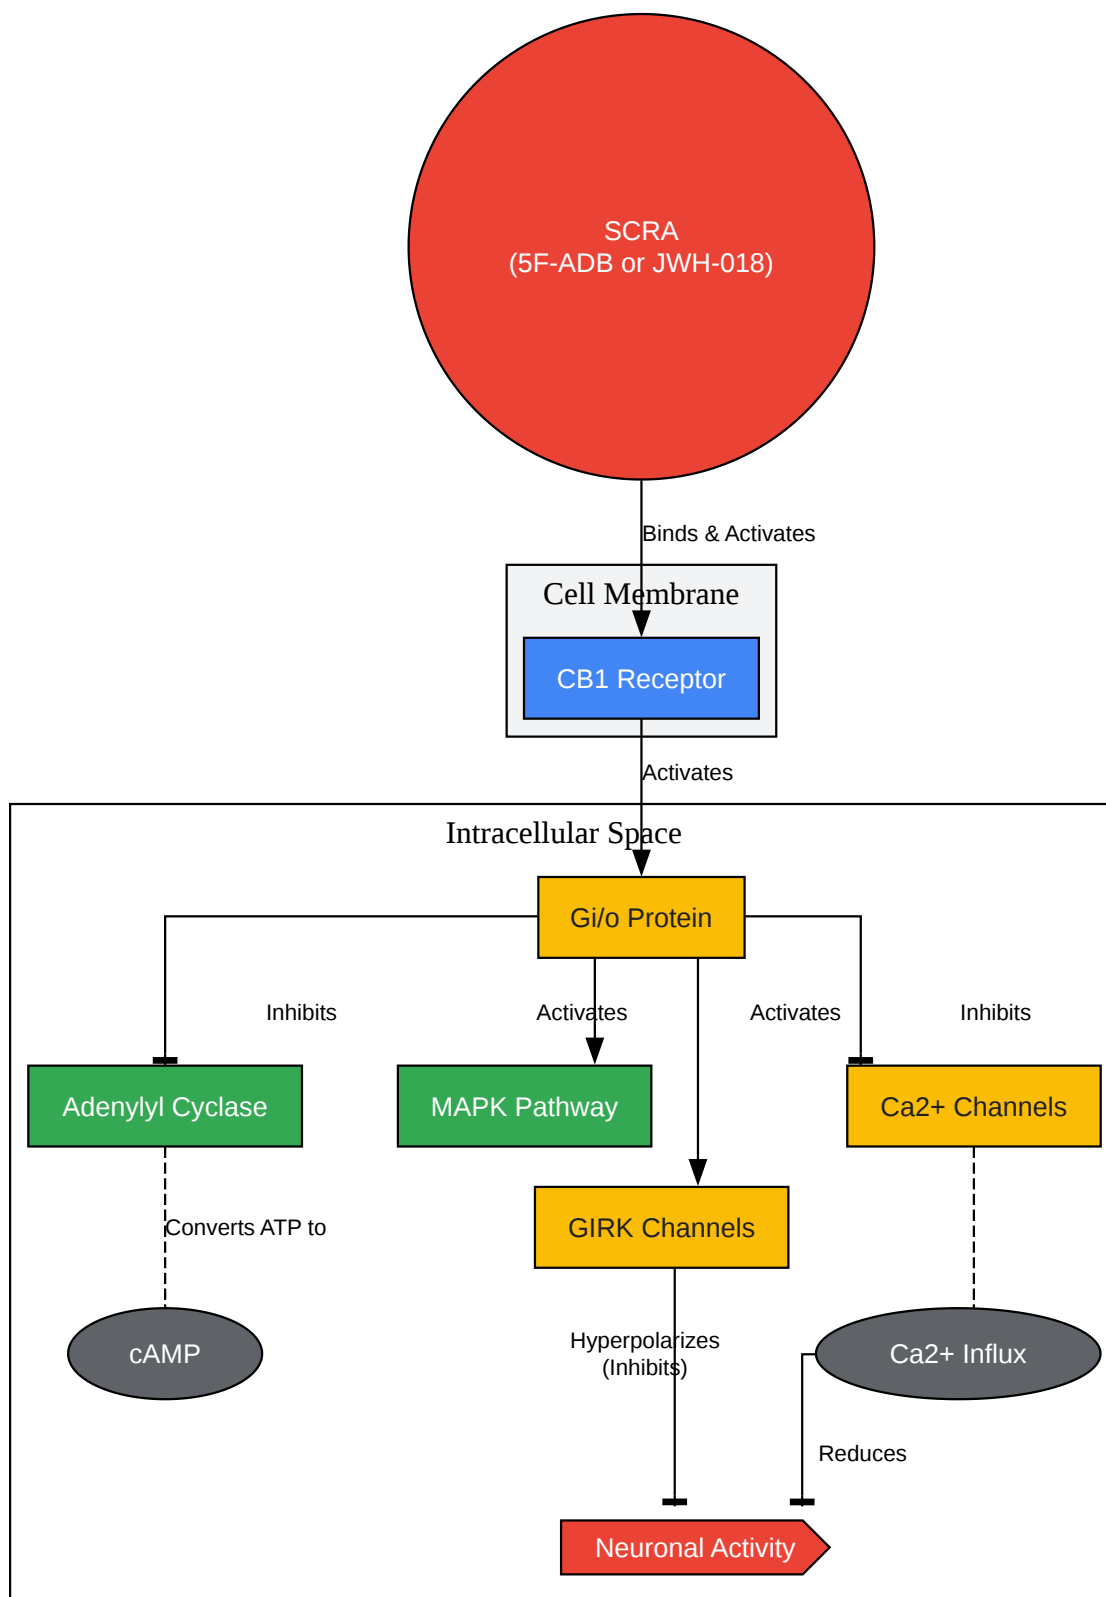 SCRA
(5F-ADB or JWH-018)
Binds & Activates
Cell Membrane
CB1 Receptor
Activates
Intracellular Space
Gi/o Protein
Inhibits
Activates
Activates
Inhibits
Adenylyl Cyclase
MAPK Pathway
Ca2+ Channels
Converts ATP to
GIRK Channels
Hyperpolarizes
(Inhibits)
cAMP
Ca2+ Influx
Reduces
Neuronal Activity